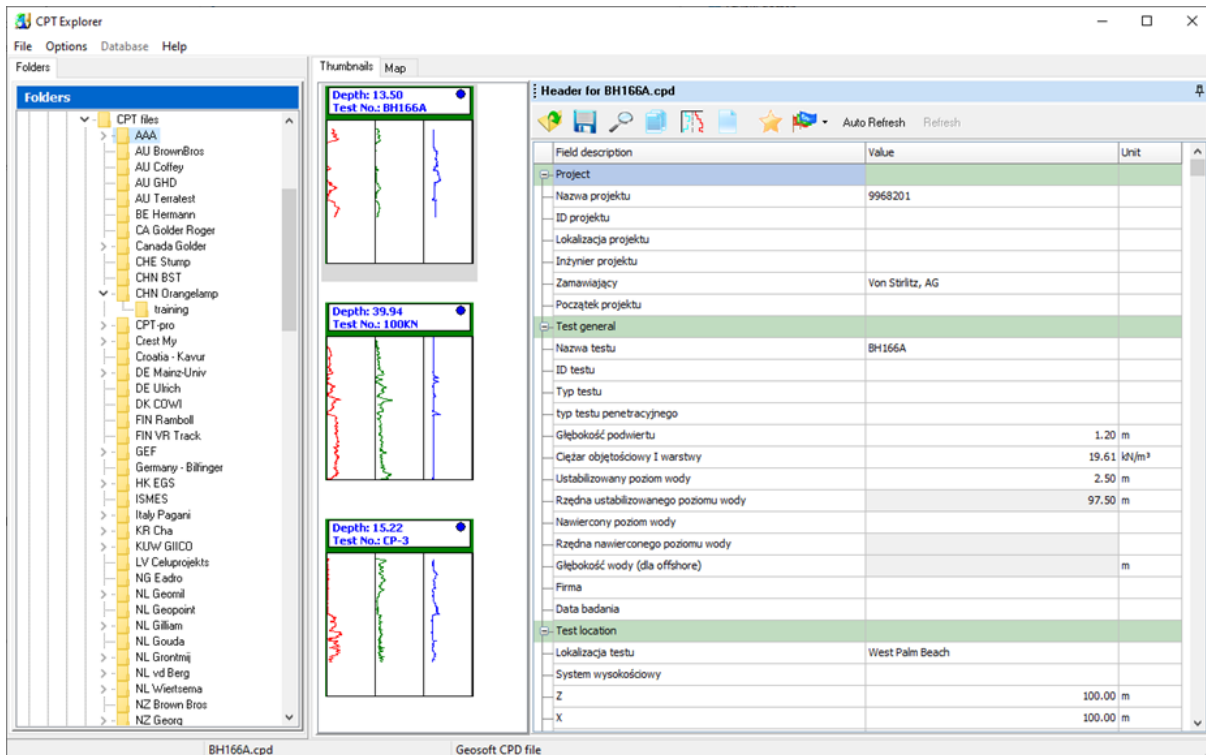 CPT Explorer
File Options Database Help
Folders
Folders
CPT files
AAA
AU BrownBros
AU Coffey
AU GHD
AU Terratest
BE Hermann
CA Golder Roger
Canada Golder
CHE Stump
CHN BST
CHN Orangelamp
training
CPT-pro
Crest My
Croatia - Kavur
DE Mainz-Univ
DE Ulrich
DK COWI
FIN Ramboll
FIN VR Track
GEF
Germany - Bilfinger
HK EGS
ISMES
Italy Pagani
KR Cha
KUW GIICO
LV Celuprojekts
NG Eadro
NL Geomil
NL Geopoint
NL Gilliam
NL Gouda
NL Grontmij
NL vd Berg
NL Wiertsema
NZ Brown Bros
NZ Georg
Thumbnails Map
Depth: 13.50
Test No.: BH166A
Depth: 39.94
Test No.: 100KN
Depth: 15.22
Test No.: CP-3
Header for BH166A.cpd
Auto Refresh Refresh
Field description Value Unit
Project
Nazwa projektu 9968201
ID projektu
Lokalizacja projektu
Inżynier projektu
Zamawiający Von Stirlitz, AG
Początek projektu
Test general
Nazwa testu BH166A
ID testu
Typ testu
typ testu penetracyjnego
Głębokość podwiertu 1.20 m
Ciężar objętościowy I warstwy 19.61 kN/m³
Ustabilizowany poziom wody 2.50 m
Rzędna ustabilizowanego poziomu wody 97.50 m
Nawiercony poziom wody
Rzędna nawierconego poziomu wody
Głębokość wody (dla offshore) m
Firma
Data badania
Test location
Lokalizacja testu West Palm Beach
System wysokościowy
Z 100.00 m
X 100.00 m
BH166A.cpd Geosoft CPD file